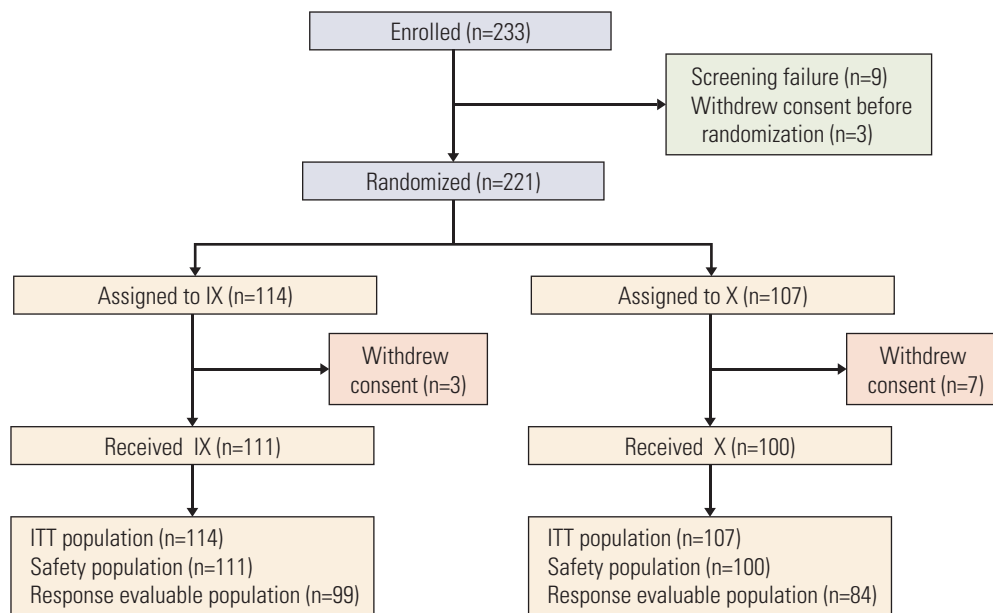 Enrolled (n=233)
Screening failure (n=9)
Withdrew consent before
randomization (n=3)
Randomized (n=221)
Assigned to IX (n=114)
Assigned to X (n=107)
Withdrew
consent (n=3)
Withdrew
consent (n=7)
Received IX (n=111)
Received X (n=100)
ITT population (n=114)
Safety population (n=111)
Response evaluable population (n=99)
ITT population (n=107)
Safety population (n=100)
Response evaluable population (n=84)